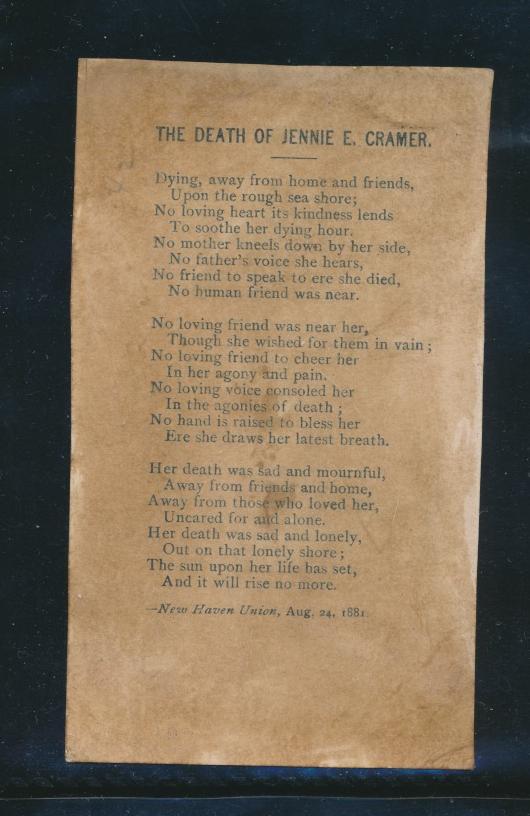 THE DEATH OF JENNIE E. CRAMER.
Dying, away from home and friends,
Upon the rough sea shore;
No loving heart its kindness lends
To soothe her dying hour.
No mother kneels down by her side,
No father's voice she hears,
No friend to speak to ere she died,
No human friend was near.
No loving friend was near her,
Though she wished for them in vain;
No loving friend to cheer her
In her agony and pain.
No loving voice consoled her
In the agonies of death;
No hand is raised to bless her
Ere she draws her latest breath.
Her death was sad and mournful,
Away from friends and home,
Away from those who loved her,
Uncared for and alone.
Her death was sad and lonely,
Out on that lonely shore;
The sun upon her life has set,
And it will rise no more.
—New Haven Union, Aug. 24, 1881.